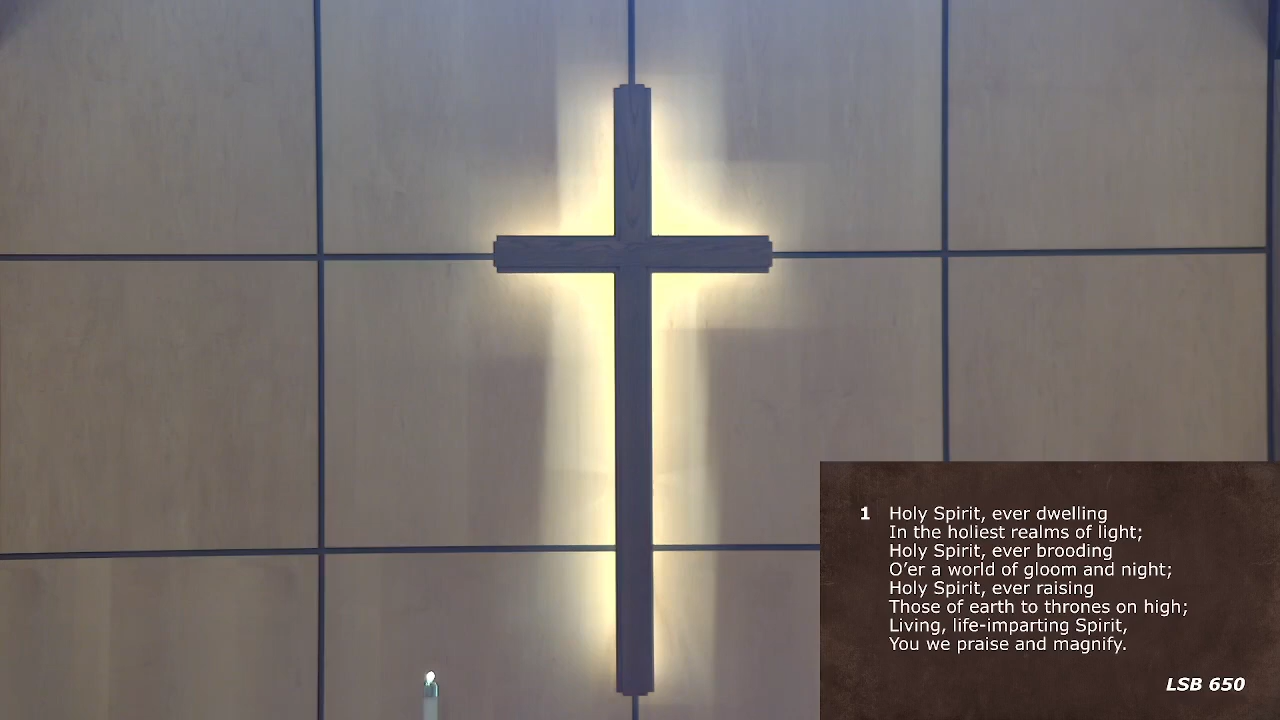 1 Holy Spirit, ever dwelling
In the holiest realms of light;
Holy Spirit, ever brooding
O’er a world of gloom and night;
Holy Spirit, ever raising
Those of earth to thrones on high;
Living, life-imparting Spirit,
You we praise and magnify.
LSB 650